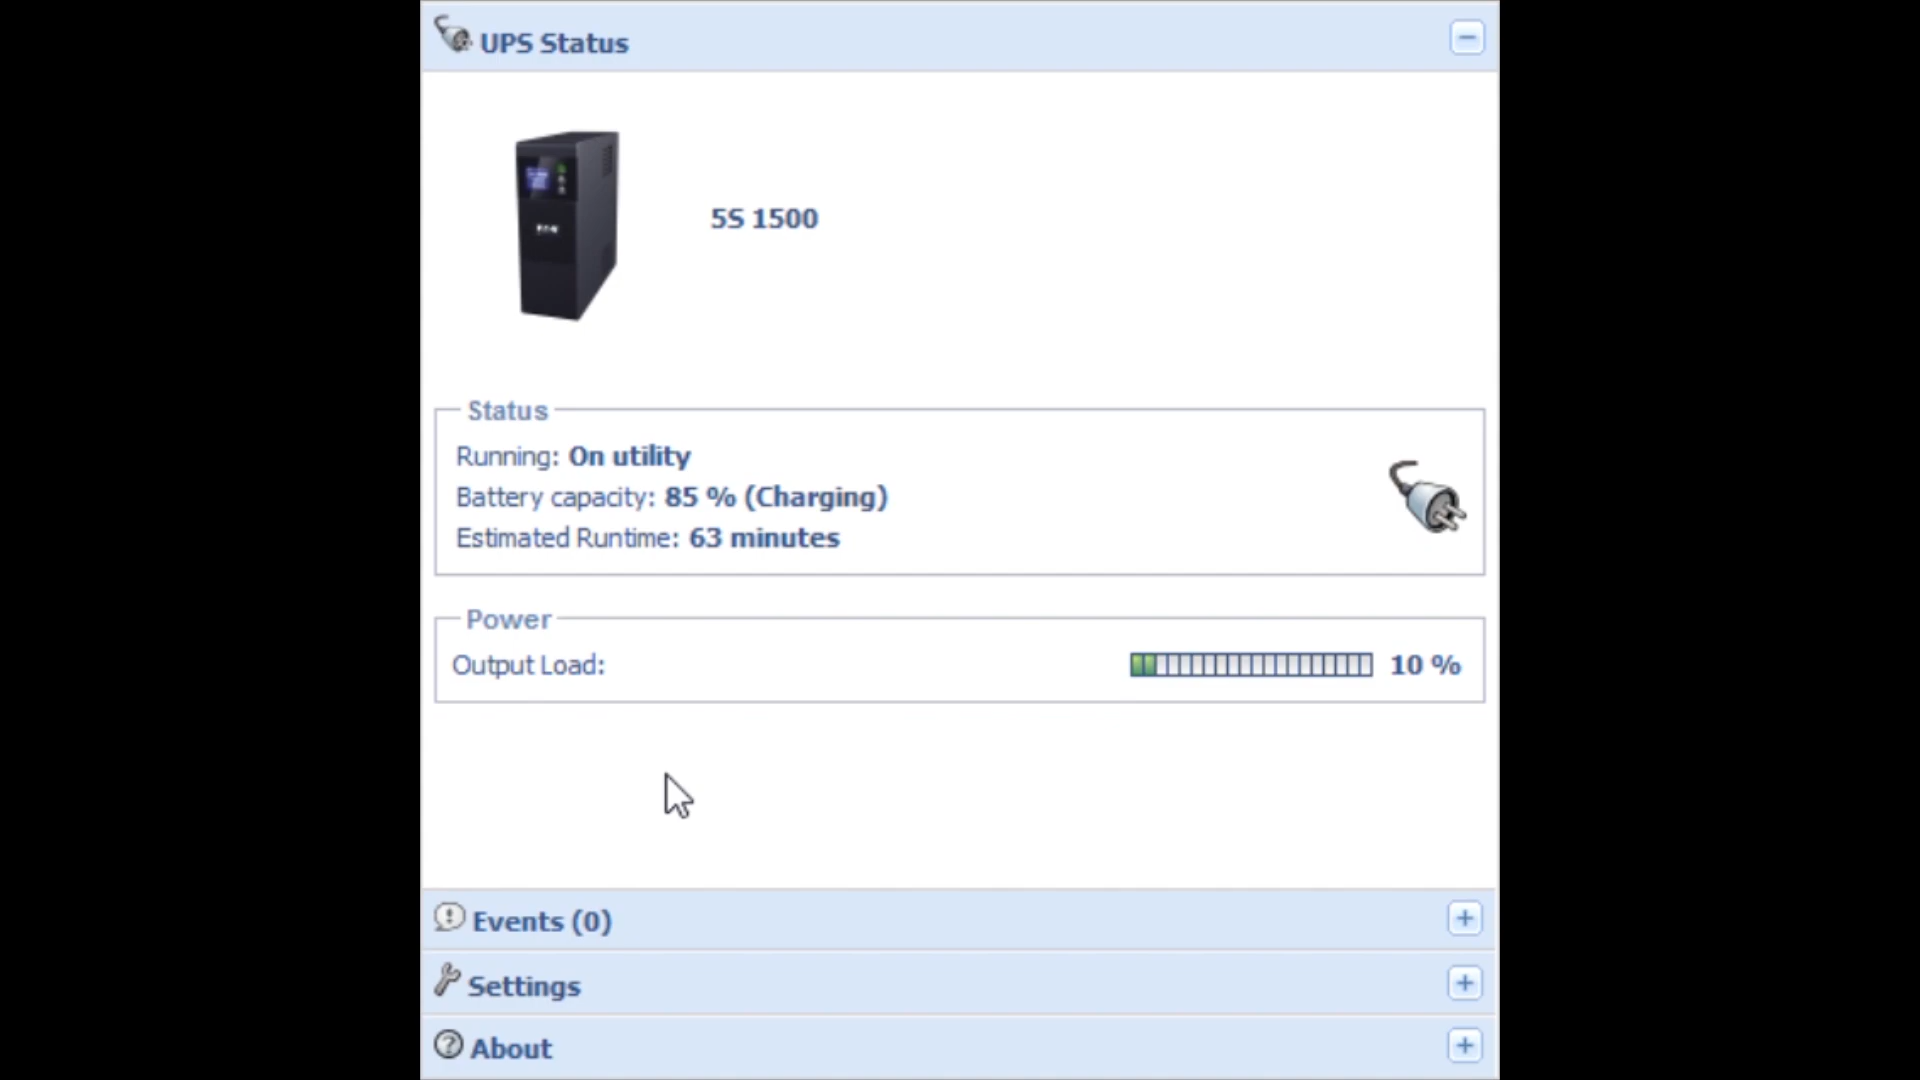 UPS Status
5S 1500
Status
Running: On utility
Battery capacity: 85 % (Charging)
Estimated Runtime: 63 minutes
Power
Output Load: 10 %
Events (0)
Settings
About